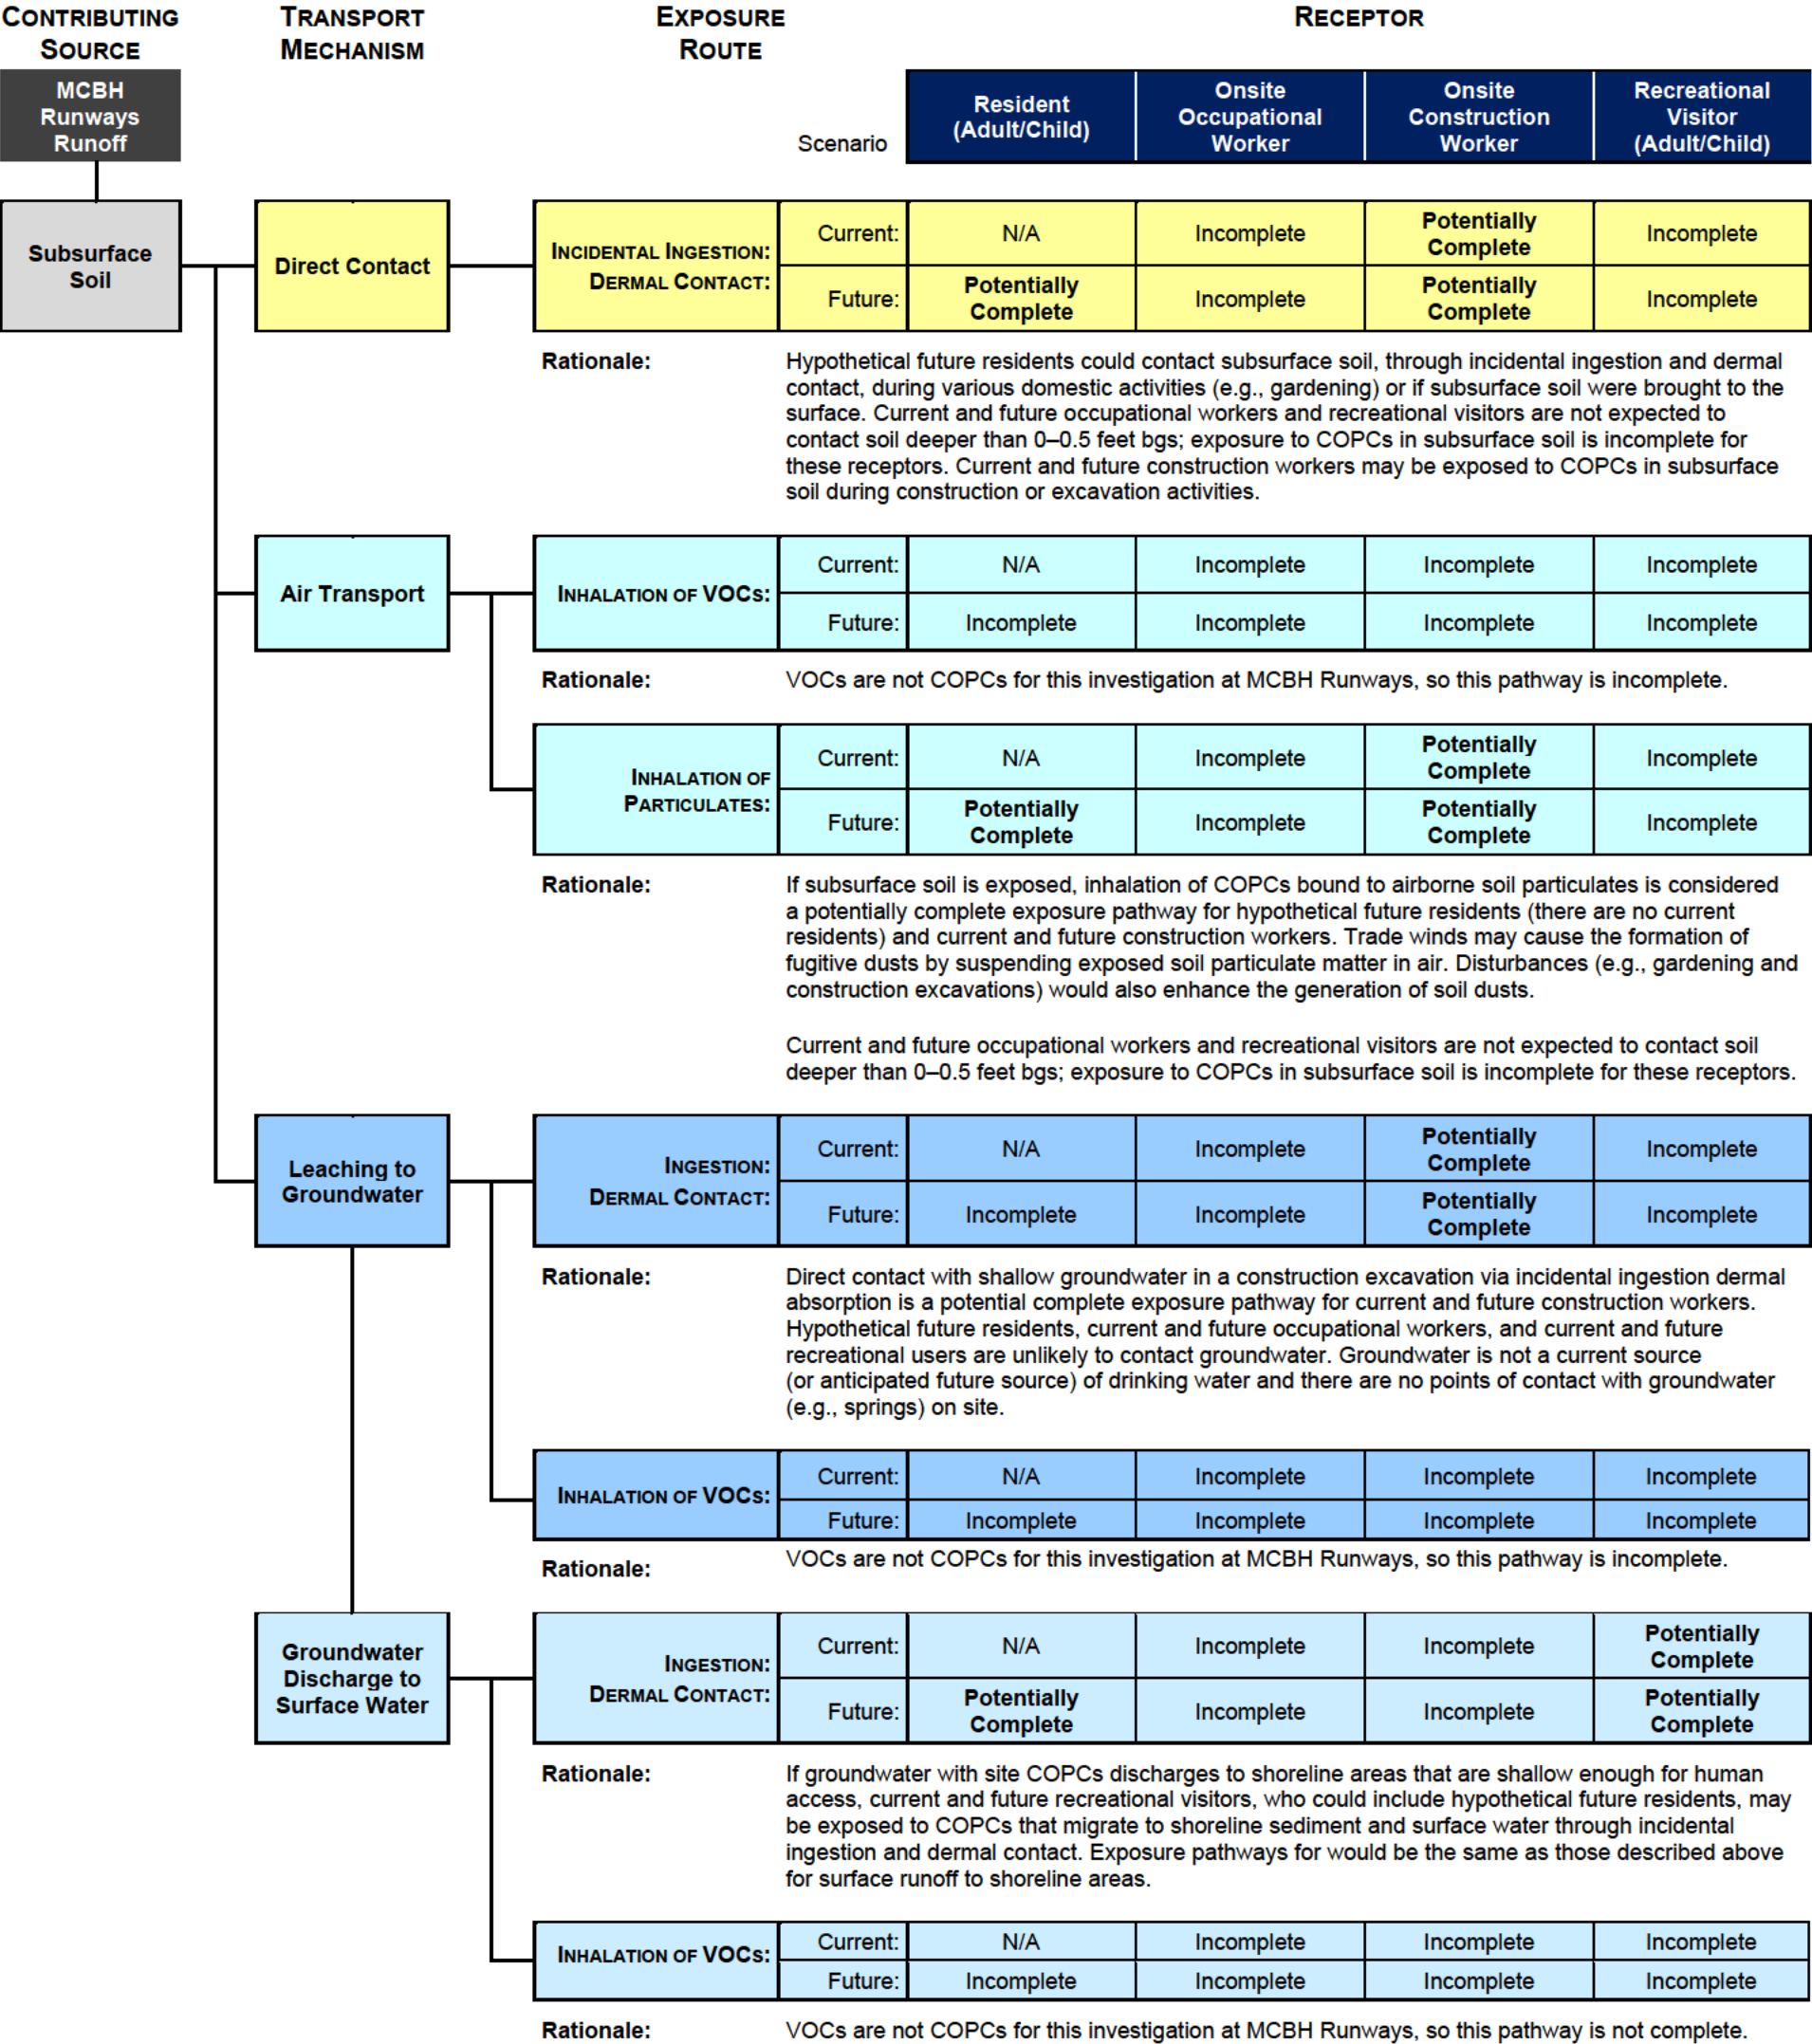 CONTRIBUTING
SOURCE
TRANSPORT
MECHANISM
EXPOSURE
ROUTE
RECEPTOR
MCBH
Runways
Runoff
Scenario
Resident
(Adult/Child)
Onsite
Occupational
Worker
Onsite
Construction
Worker
Recreational
Visitor
(Adult/Child)
Subsurface
Soil
Direct Contact
INCIDENTAL INGESTION:
DERMAL CONTACT:
Current:
N/A
Incomplete
Potentially
Complete
Incomplete
Future:
Potentially
Complete
Incomplete
Potentially
Complete
Incomplete
Rationale:
Hypothetical future residents could contact subsurface soil, through incidental ingestion and dermal
contact, during various domestic activities (e.g., gardening) or if subsurface soil were brought to the
surface. Current and future occupational workers and recreational visitors are not expected to
contact soil deeper than 0–0.5 feet bgs; exposure to COPCs in subsurface soil is incomplete for
these receptors. Current and future construction workers may be exposed to COPCs in subsurface
soil during construction or excavation activities.
Air Transport
INHALATION OF VOCS:
Current:
N/A
Incomplete
Incomplete
Incomplete
Future:
Incomplete
Incomplete
Incomplete
Incomplete
Rationale:
VOCs are not COPCs for this investigation at MCBH Runways, so this pathway is incomplete.
INHALATION OF
PARTICULATES:
Current:
N/A
Incomplete
Potentially
Complete
Incomplete
Future:
Potentially
Complete
Incomplete
Potentially
Complete
Incomplete
Rationale:
If subsurface soil is exposed, inhalation of COPCs bound to airborne soil particulates is considered
a potentially complete exposure pathway for hypothetical future residents (there are no current
residents) and current and future construction workers. Trade winds may cause the formation of
fugitive dusts by suspending exposed soil particulate matter in air. Disturbances (e.g., gardening and
construction excavations) would also enhance the generation of soil dusts.
Current and future occupational workers and recreational visitors are not expected to contact soil
deeper than 0–0.5 feet bgs; exposure to COPCs in subsurface soil is incomplete for these receptors.
Leaching to
Groundwater
INGESTION:
DERMAL CONTACT:
Current:
N/A
Incomplete
Potentially
Complete
Incomplete
Future:
Incomplete
Incomplete
Potentially
Complete
Incomplete
Rationale:
Direct contact with shallow groundwater in a construction excavation via incidental ingestion dermal
absorption is a potential complete exposure pathway for current and future construction workers.
Hypothetical future residents, current and future occupational workers, and current and future
recreational users are unlikely to contact groundwater. Groundwater is not a current source
(or anticipated future source) of drinking water and there are no points of contact with groundwater
(e.g., springs) on site.
INHALATION OF VOCS:
Current:
N/A
Incomplete
Incomplete
Incomplete
Future:
Incomplete
Incomplete
Incomplete
Incomplete
Rationale:
VOCs are not COPCs for this investigation at MCBH Runways, so this pathway is incomplete.
Groundwater
Discharge to
Surface Water
INGESTION:
DERMAL CONTACT:
Current:
N/A
Incomplete
Incomplete
Potentially
Complete
Future:
Potentially
Complete
Incomplete
Incomplete
Potentially
Complete
Rationale:
If groundwater with site COPCs discharges to shoreline areas that are shallow enough for human
access, current and future recreational visitors, who could include hypothetical future residents, may
be exposed to COPCs that migrate to shoreline sediment and surface water through incidental
ingestion and dermal contact. Exposure pathways for would be the same as those described above
for surface runoff to shoreline areas.
INHALATION OF VOCS:
Current:
N/A
Incomplete
Incomplete
Incomplete
Future:
Incomplete
Incomplete
Incomplete
Incomplete
Rationale:
VOCs are not COPCs for this investigation at MCBH Runways, so this pathway is not complete.